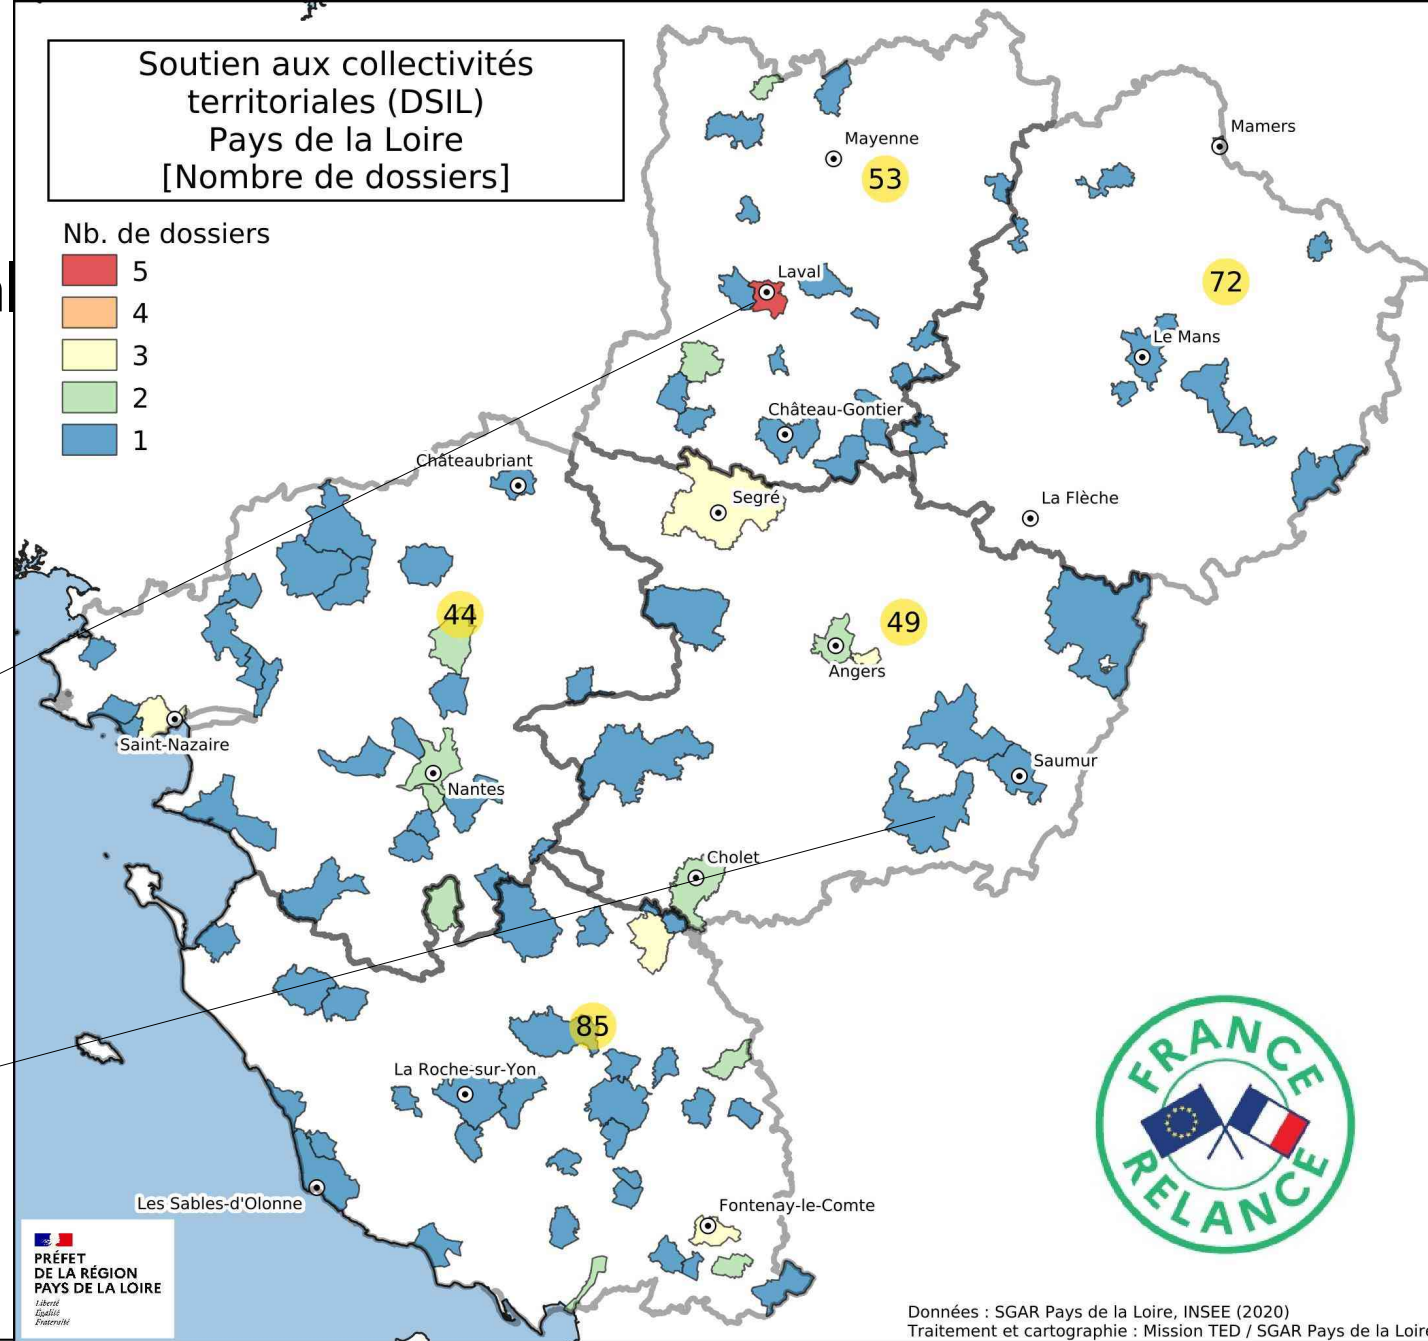 Soutien aux collectivités
territoriales (DSIL)
Pays de la Loire
[Nombre de dossiers]
Nb. de dossiers
5
4
3
2
1
Mayenne
53
Mamers
Laval
72
Le Mans
Château-Gontier
Châteaubriant
Segré
La Flèche
44
49
Angers
Saint-Nazaire
Nantes
Saumur
Cholet
85
La Roche-sur-Yon
Les Sables-d'Olonne
Fontenay-le-Comte
FRANCE
RELANCE
PRÉFET
DE LA RÉGION
PAYS DE LA LOIRE
Liberté
Égalité
Fraternité
Données : SGAR Pays de la Loire, INSEE (2020)
Traitement et cartographie : Mission TED / SGAR Pays de la Loire